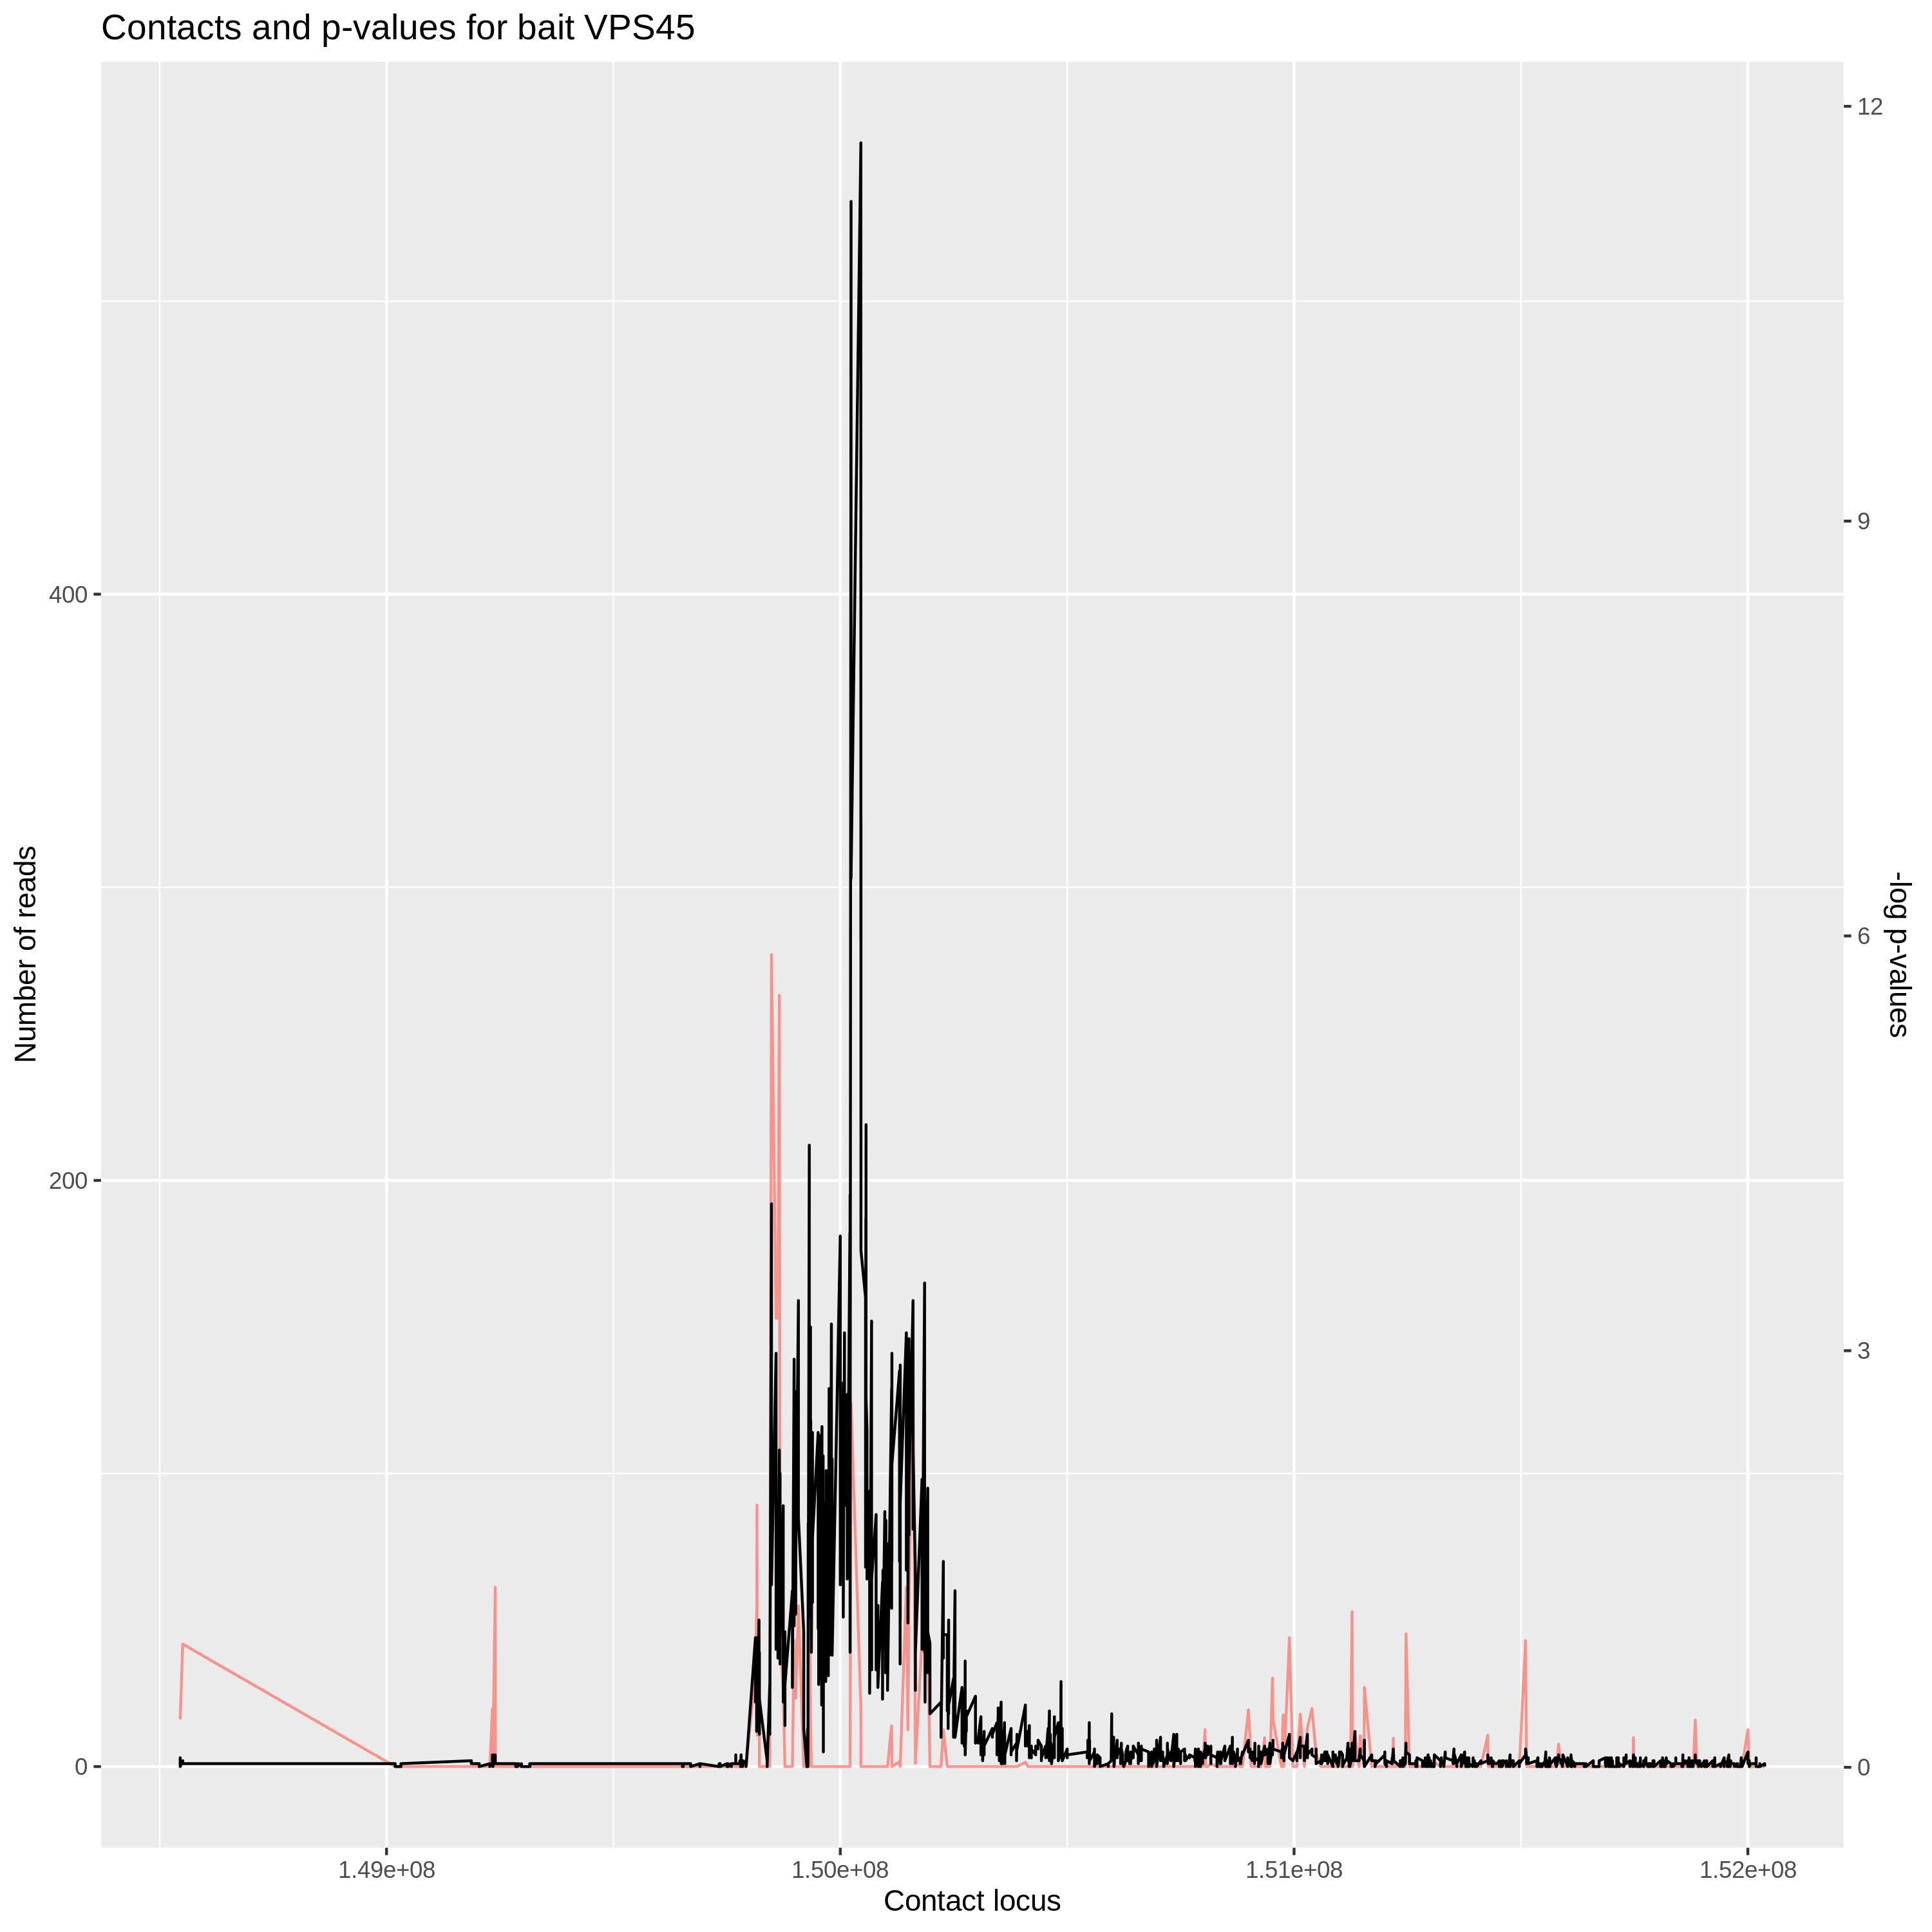 Contacts and p-values for bait VPS45
12
9
400
6
Number of reads
-log p-values
200
3
0
0
1.49e+08
1.50e+08
1.51e+08
1.52e+08
Contact locus